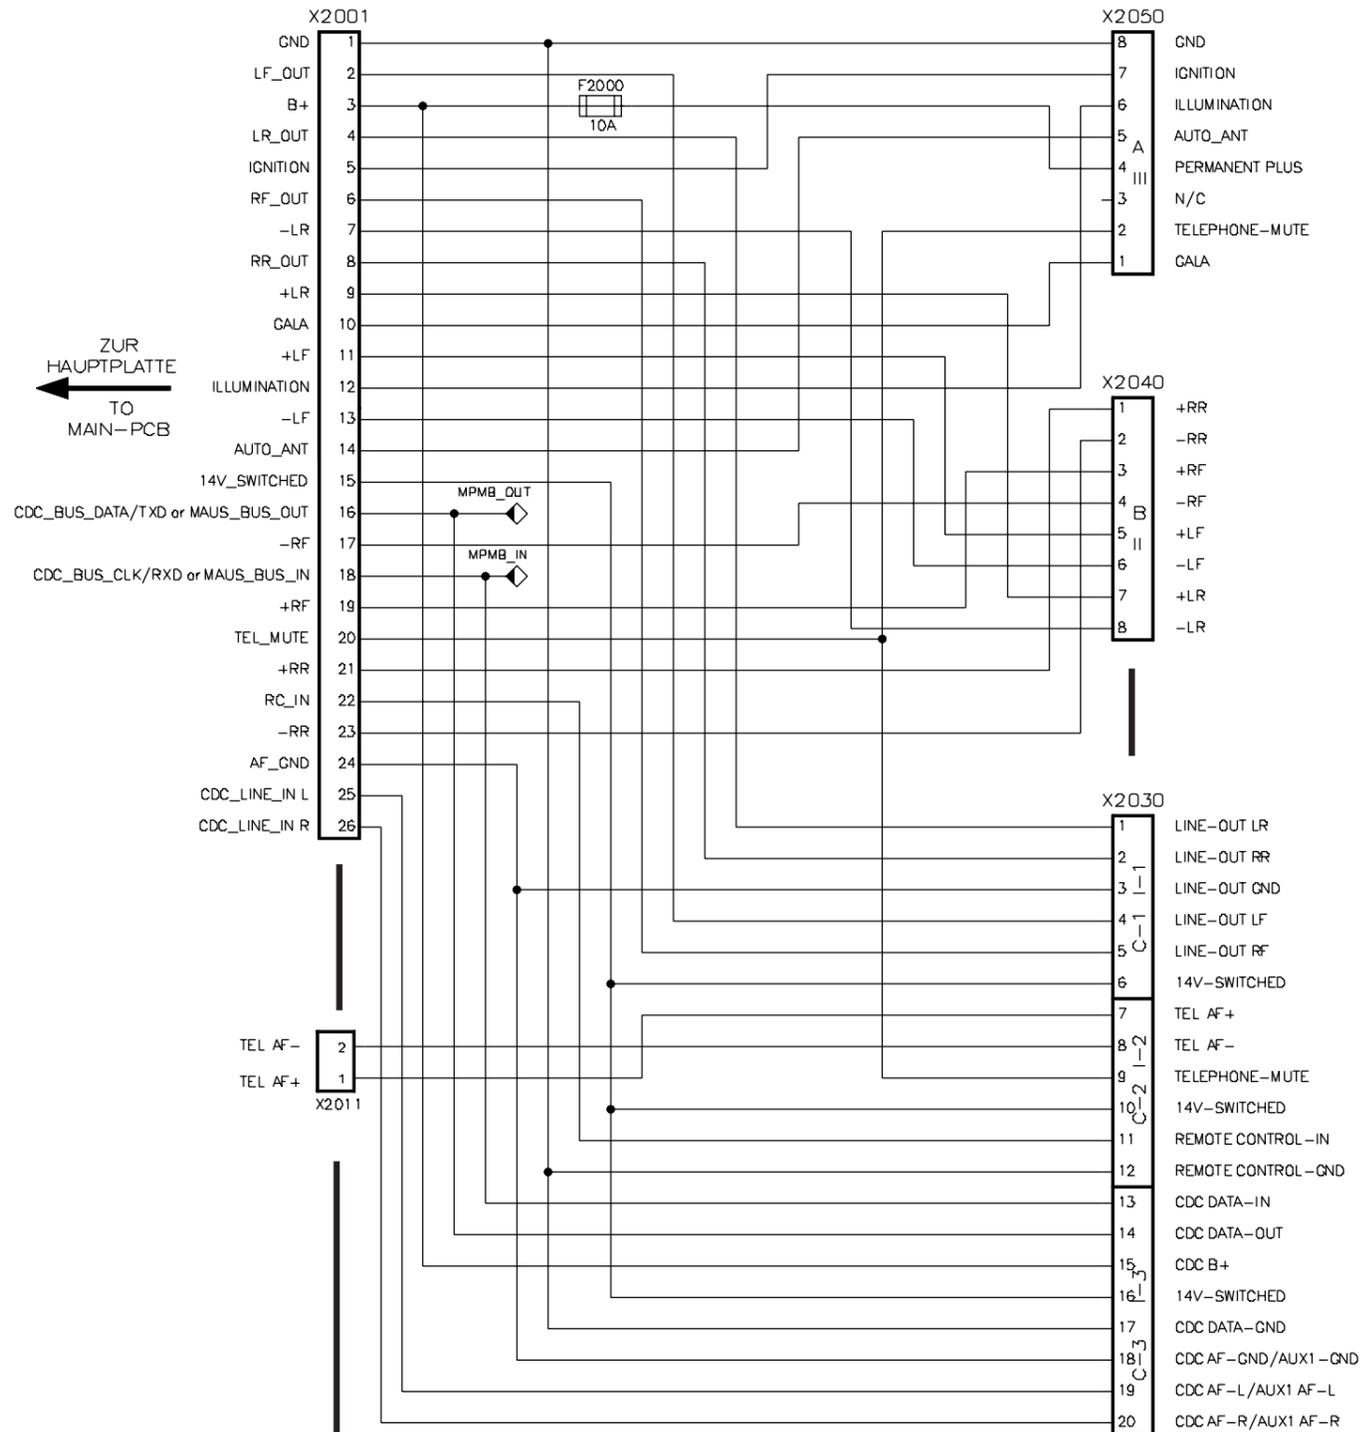 X2001
GND 1
LF_OUT 2
B+ 3
LR_OUT 4
IGNITION 5
RF_OUT 6
-LR 7
RR_OUT 8
+LR 9
GALA 10
+LF 11
ILLUMINATION 12
-LF 13
AUTO_ANT 14
14V_SWITCHED 15
CDC_BUS_DATA/TXD or MAUS_BUS_OUT 16
-RF 17
CDC_BUS_CLK/RXD or MAUS_BUS_IN 18
+RF 19
TEL_MUTE 20
+RR 21
RC_IN 22
-RR 23
AF_GND 24
CDC_LINE_IN L 25
CDC_LINE_IN R 26
ZUR
HAUPTPLATTE
TO
MAIN-PCB
F2000
10A
MPMB_OUT
MPMB_IN
TEL AF- 2
TEL AF+ 1
X2011
X2050
8 GND
7 IGNITION
6 ILLUMINATION
5 AUTO_ANT
4 PERMANENT PLUS
3 N/C
2 TELEPHONE-MUTE
1 GALA
A
III
X2040
1 +RR
2 -RR
3 +RF
4 -RF
5 +LF
6 -LF
7 +LR
8 -LR
B
II
X2030
1 LINE-OUT LR
2 LINE-OUT RR
3 LINE-OUT GND
4 LINE-OUT LF
5 LINE-OUT RF
6 14V-SWITCHED
C-1 I-1
7 TEL AF+
8 TEL AF-
9 TELEPHONE-MUTE
10 14V-SWITCHED
11 REMOTE CONTROL-IN
12 REMOTE CONTROL-GND
C-2 I-2
13 CDC DATA-IN
14 CDC DATA-OUT
15 CDC B+
16 14V-SWITCHED
17 CDC DATA-GND
18 CDC AF-GND/AUX1-GND
19 CDC AF-L/AUX1 AF-L
20 CDC AF-R/AUX1 AF-R
C-3 I-3